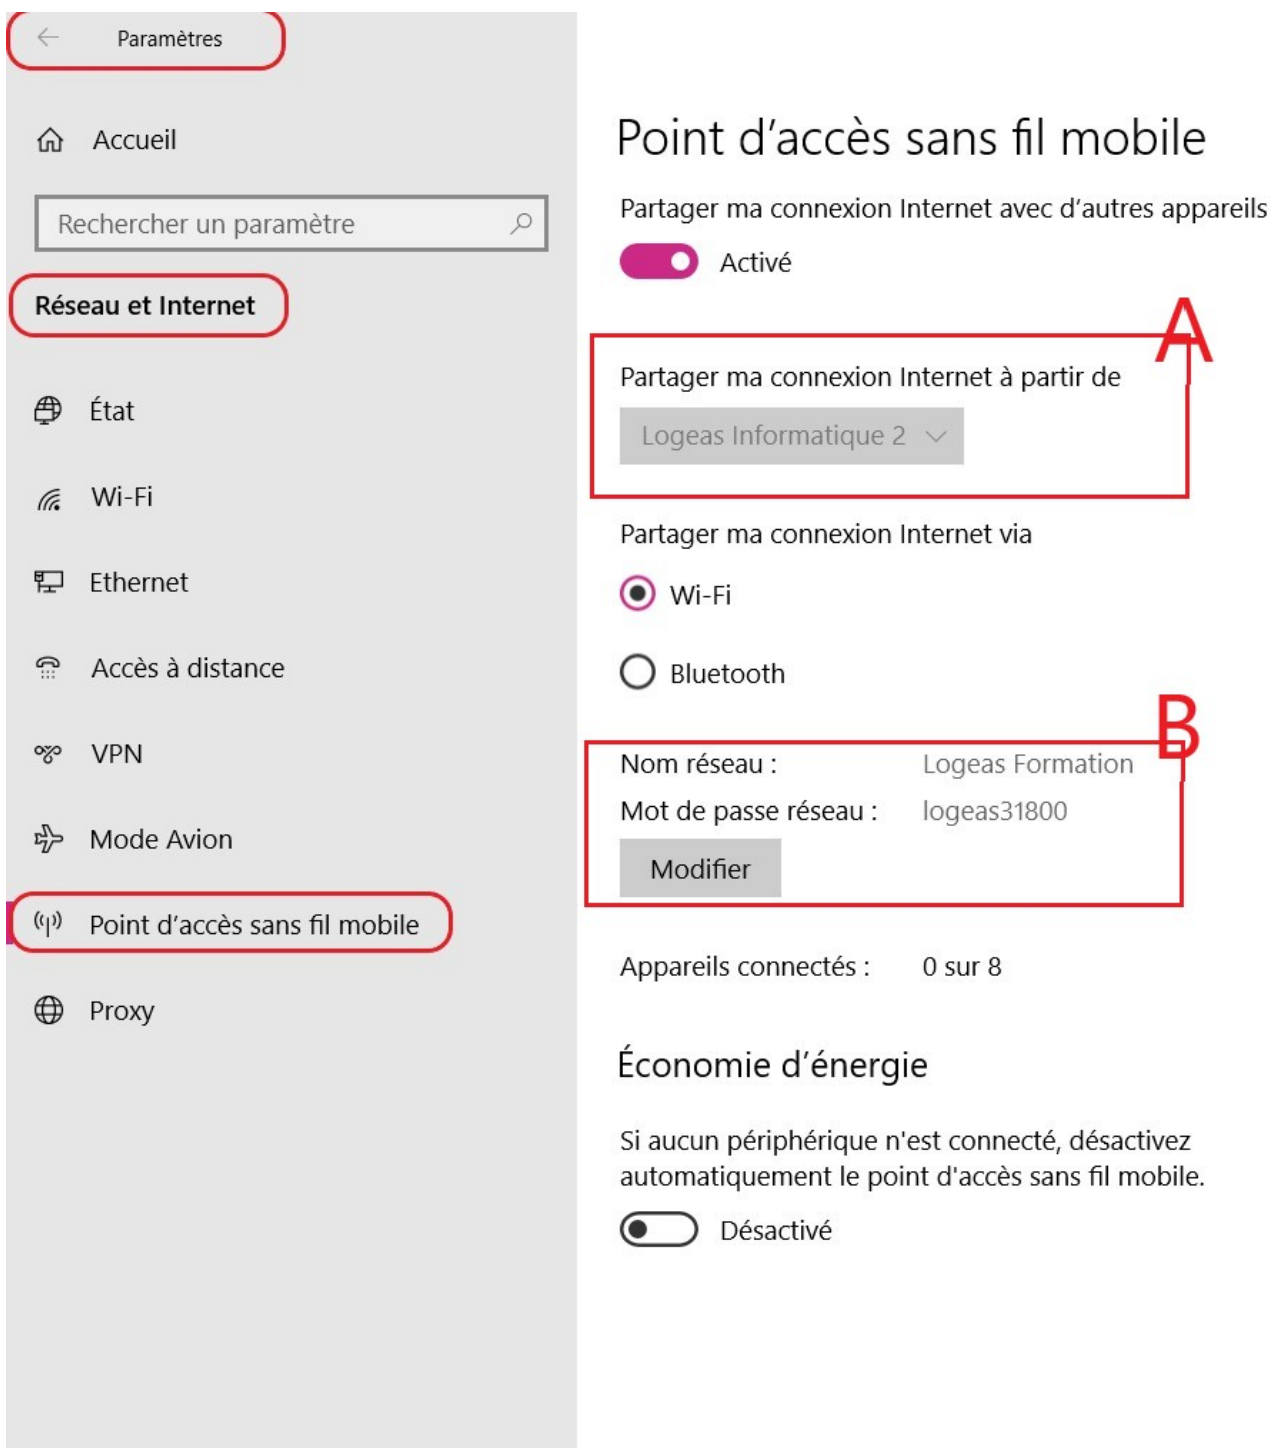 Paramètres
Accueil
Rechercher un paramètre
Réseau et Internet
État
Wi-Fi
Ethernet
Accès à distance
VPN
Mode Avion
Point d’accès sans fil mobile
Proxy
Point d’accès sans fil mobile
Partager ma connexion Internet avec d’autres appareils
Activé
A
Partager ma connexion Internet à partir de
Logeas Informatique 2
Partager ma connexion Internet via
Wi-Fi
Bluetooth
B
Nom réseau : Logeas Formation
Mot de passe réseau : logeas31800
Modifier
Appareils connectés : 0 sur 8
Économie d’énergie
Si aucun périphérique n'est connecté, désactivez
automatiquement le point d'accès sans fil mobile.
Désactivé